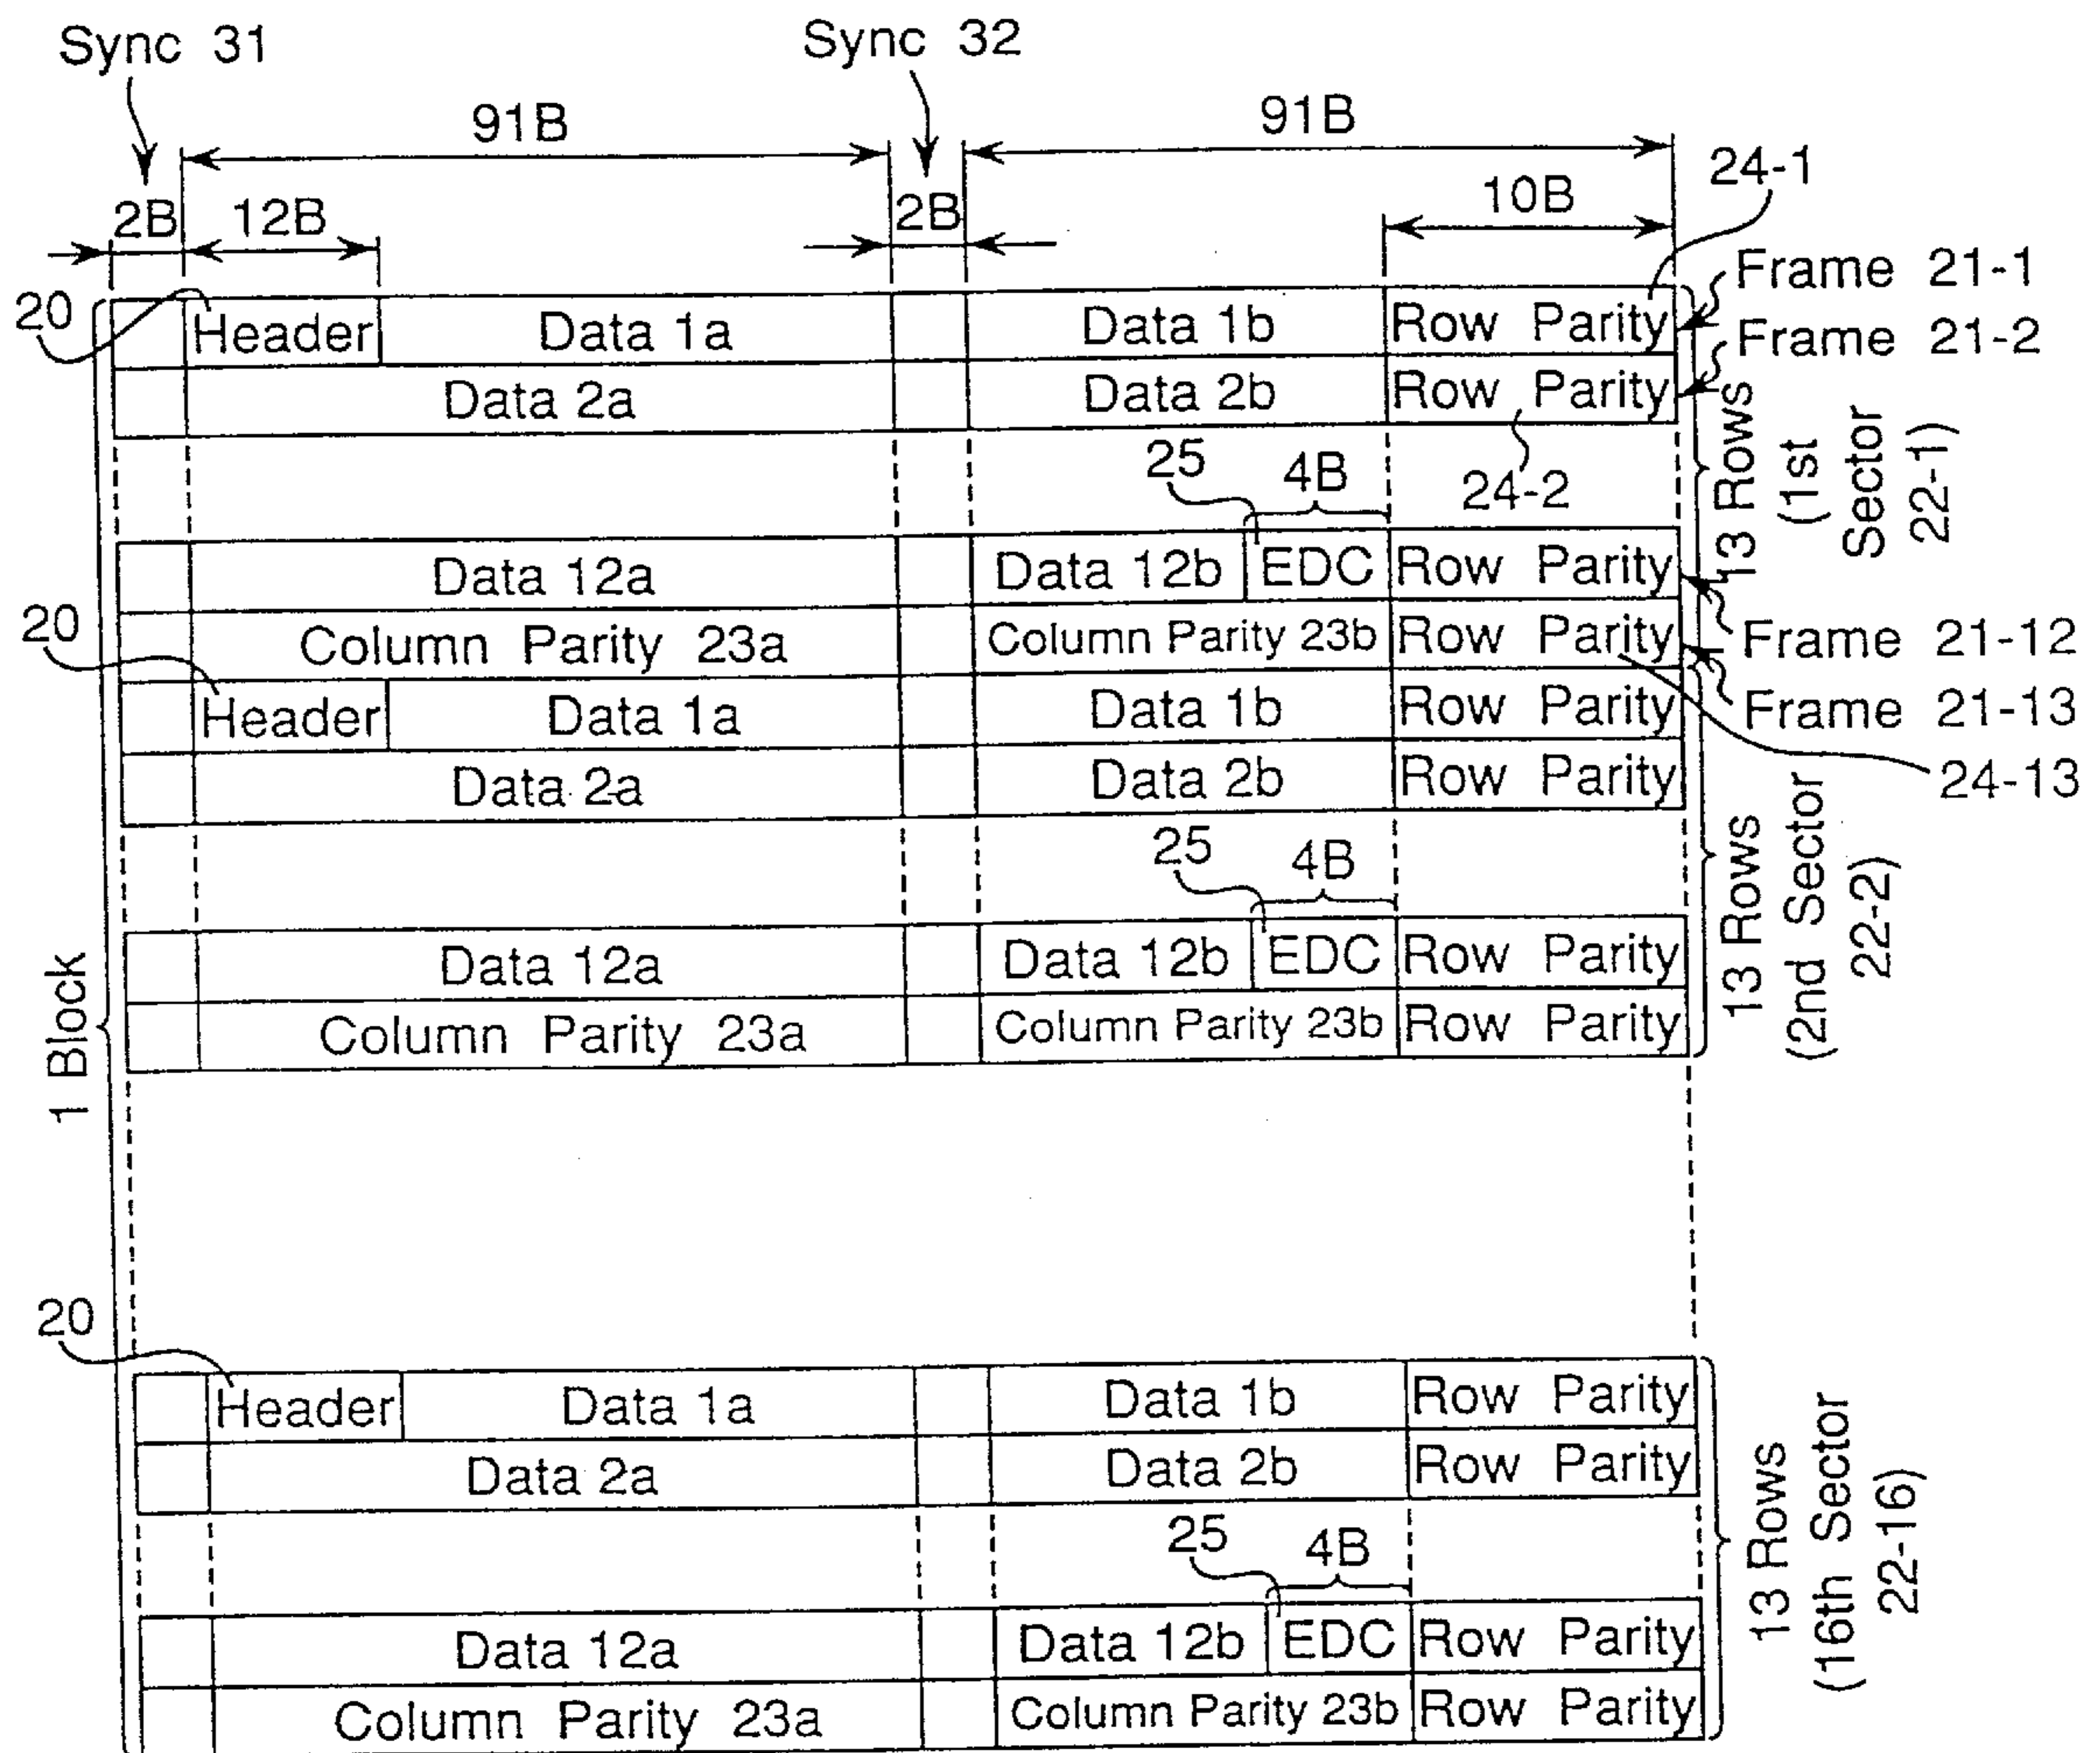 Sync 31
Sync 32
91B
91B
24-1
2B
12B
2B
10B
20
Header
Data 1a
Data 1b
Row Parity
Frame 21-1
Data 2a
Data 2b
Row Parity
Frame 21-2
25
4B
24-2
13 Rows
(1st
Sector
22-1)
Data 12a
Data 12b
EDC
Row Parity
Frame 21-12
20
Column Parity 23a
Column Parity 23b
Row Parity
Frame 21-13
Header
Data 1a
Data 1b
Row Parity
24-13
Data 2a
Data 2b
Row Parity
25
4B
13 Rows
(2nd Sector
22-2)
Data 12a
Data 12b
EDC
Row Parity
Column Parity 23a
Column Parity 23b
Row Parity
1 Block
20
Header
Data 1a
Data 1b
Row Parity
Data 2a
Data 2b
Row Parity
25
4B
13 Rows
(16th Sector
22-16)
Data 12a
Data 12b
EDC
Row Parity
Column Parity 23a
Column Parity 23b
Row Parity